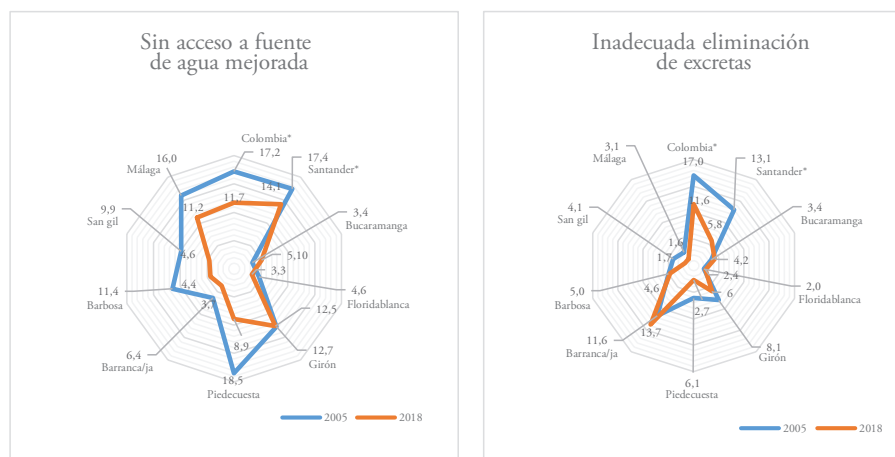 Sin acceso a fuente
de agua mejorada
Colombia*
17,2
17,4
Santander*
16,0
Málaga
14,1
11,7
11,2
9,9
San gil
3,4
Bucaramanga
4,6
5,10
3,3
4,4
11,4
Barbosa
4,6
Floridablanca
3,7
12,5
6,4
Barranca/ja
8,9
12,7
Girón
18,5
Piedecuesta
2005
2018
Inadecuada eliminación
de excretas
3,1
Málaga
Colombia*
17,0
13,1
Santander*
11,6
5,8
4,1
San gil
3,4
Bucaramanga
1,6
1,7
4,2
2,4
5,0
Barbosa
4,6
6
2,0
Floridablanca
2,7
11,6
Barranca/ja
13,7
8,1
Girón
6,1
Piedecuesta
2005
2018